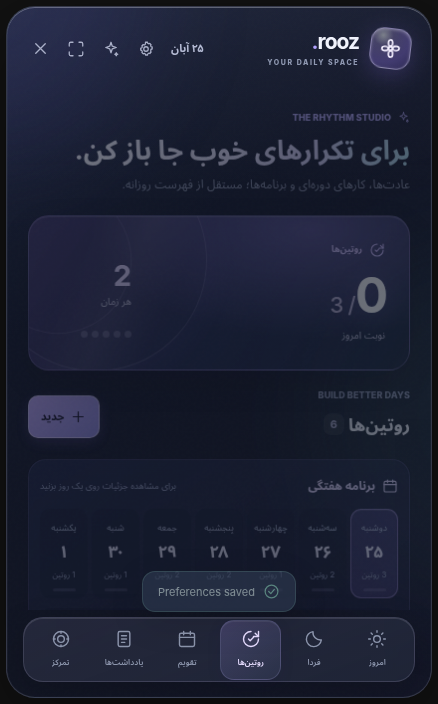 .rooz
۲۵ آبان
YOUR DAILY SPACE
THE RHYTHM STUDIO
برای تکرارهای خوب جا باز کن.
عادت‌ها، کارهای دوره‌ای و برنامه‌ها؛ مستقل از فهرست روزانه.
روتین‌ها
0/ 3
نوبت امروز
2
هر زمان
BUILD BETTER DAYS
روتین‌ها 6
+ جدید
برنامه هفتگی
برای مشاهده جزئیات روی یک روز بزنید
دوشنبه سه‌شنبه چهارشنبه پنجشنبه جمعه شنبه یکشنبه
۲۵ ۲۶ ۲۷ ۲۸ ۲۹ ۳۰ ۱
3 روتین 2 روتین 1 روتین 1 روتین
Preferences saved
امروز فردا روتین‌ها تقویم یادداشت‌ها تمرکز